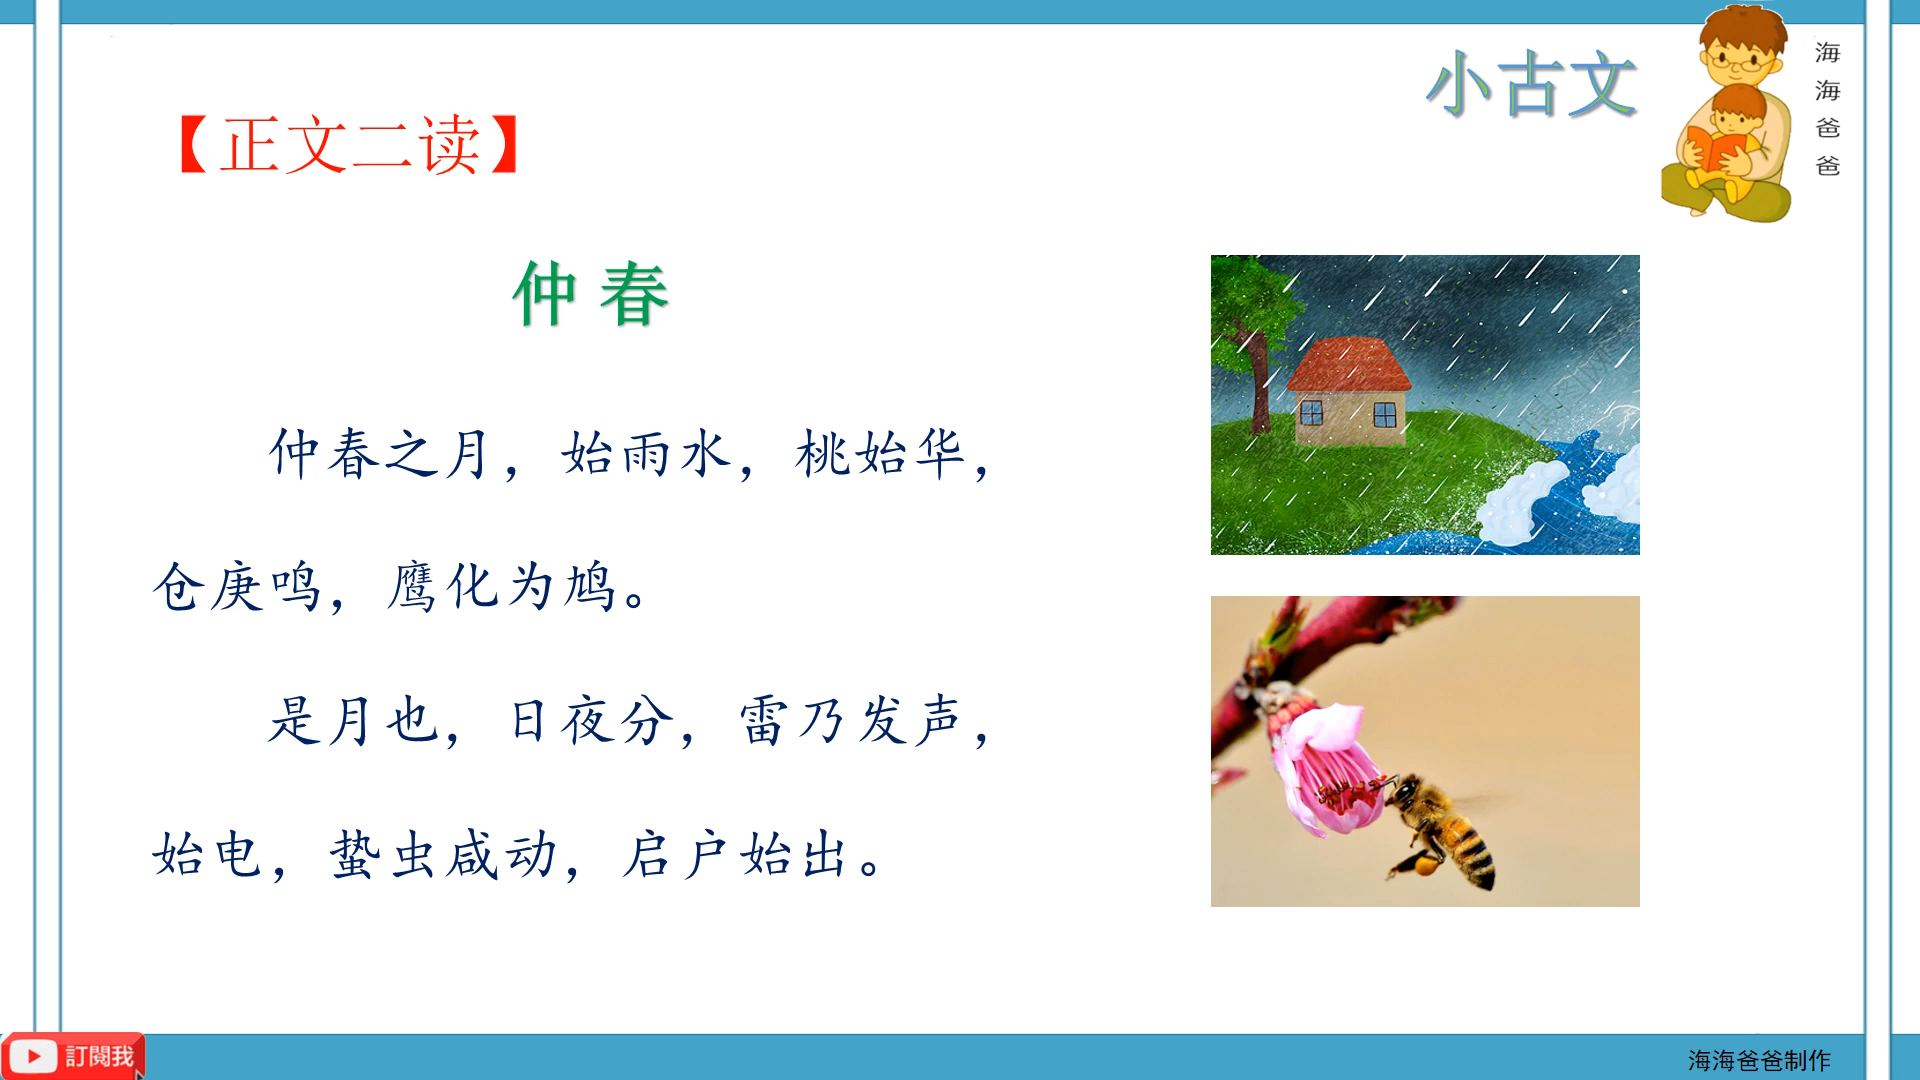 小古文
海海爸爸
【正文二读】
仲春
仲春之月，始雨水，桃始华，
仓庚鸣，鹰化为鸠。
是月也，日夜分，雷乃发声，
始电，蛰虫咸动，启户始出。
訂閱我
海海爸爸制作